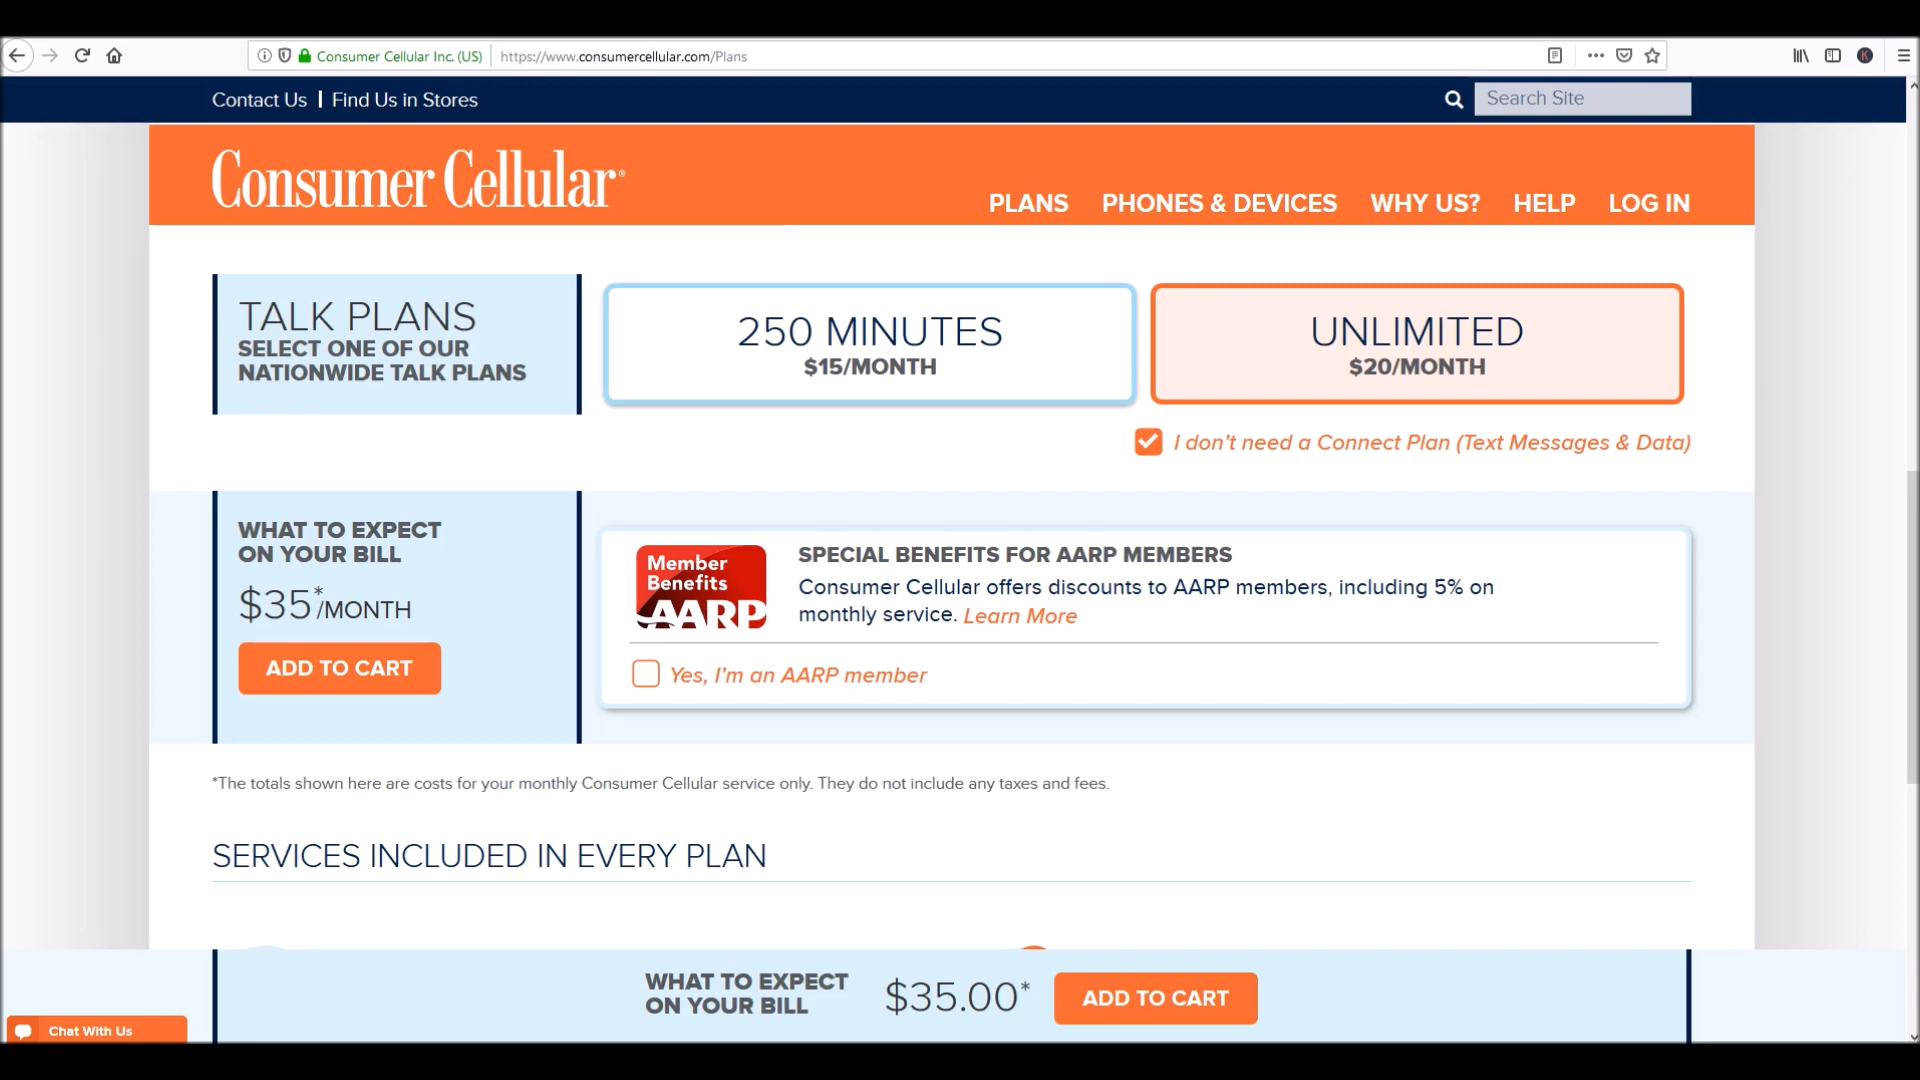 Consumer Cellular Inc. (US)
https://www.consumercellular.com/Plans
Contact Us | Find Us in Stores
Search Site
Consumer Cellular®
PLANS PHONES & DEVICES WHY US? HELP LOG IN
TALK PLANS
SELECT ONE OF OUR
NATIONWIDE TALK PLANS
250 MINUTES
$15/MONTH
UNLIMITED
$20/MONTH
I don't need a Connect Plan (Text Messages & Data)
WHAT TO EXPECT
ON YOUR BILL
$35*/MONTH
ADD TO CART
Member
Benefits
AARP
SPECIAL BENEFITS FOR AARP MEMBERS
Consumer Cellular offers discounts to AARP members, including 5% on
monthly service. Learn More
Yes, I'm an AARP member
*The totals shown here are costs for your monthly Consumer Cellular service only. They do not include any taxes and fees.
SERVICES INCLUDED IN EVERY PLAN
WHAT TO EXPECT
ON YOUR BILL
$35.00*
ADD TO CART
Chat With Us